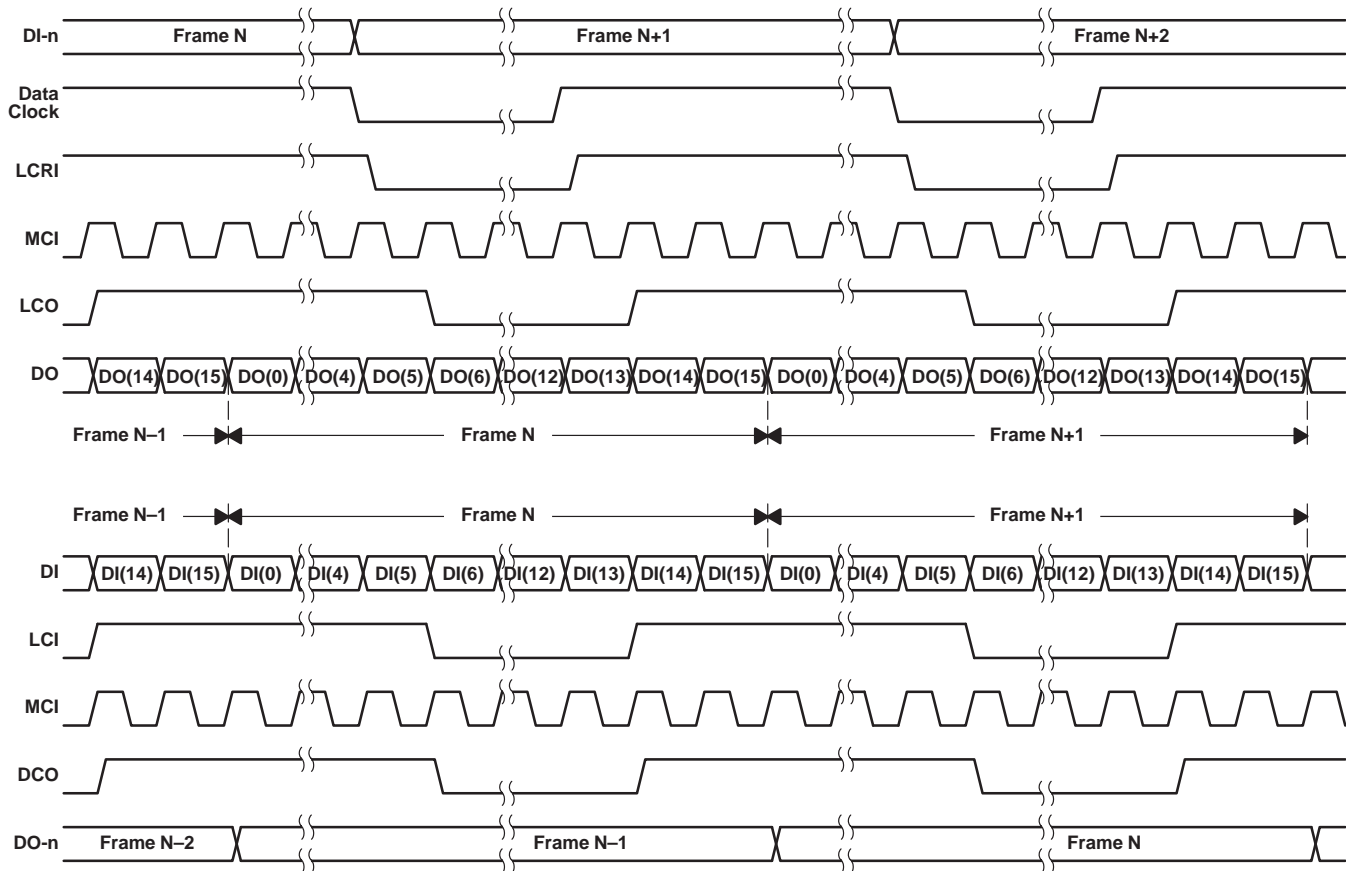 DI-n Frame N Frame N+1 Frame N+2
Data
Clock
LCRI
MCI
LCO
DO DO(14) DO(15) DO(0) DO(4) DO(5) DO(6) DO(12) DO(13) DO(14) DO(15) DO(0) DO(4) DO(5) DO(6) DO(12) DO(13) DO(14) DO(15)
Frame N–1 Frame N Frame N+1
Frame N–1 Frame N Frame N+1
DI DI(14) DI(15) DI(0) DI(4) DI(5) DI(6) DI(12) DI(13) DI(14) DI(15) DI(0) DI(4) DI(5) DI(6) DI(12) DI(13) DI(14) DI(15)
LCI
MCI
DCO
DO-n Frame N–2 Frame N–1 Frame N